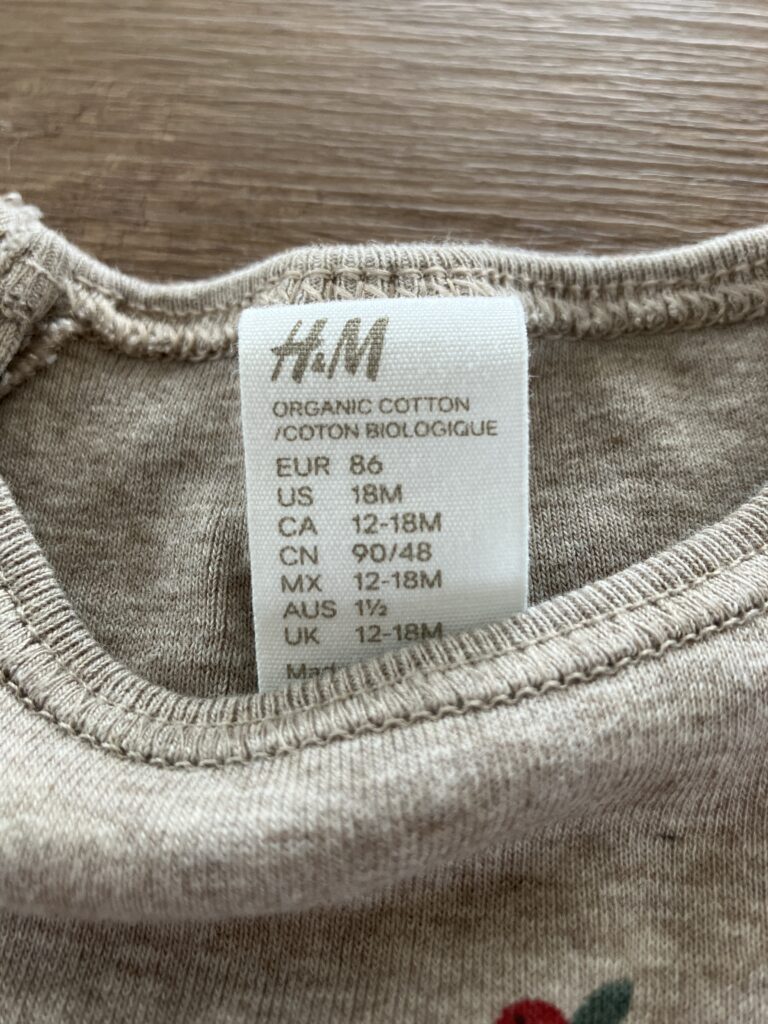 H&M
ORGANIC COTTON
/COTON BIOLOGIQUE
EUR 86
US 18M
CA 12-18M
CN 90/48
MX 12-18M
AUS 1½
UK 12-18M